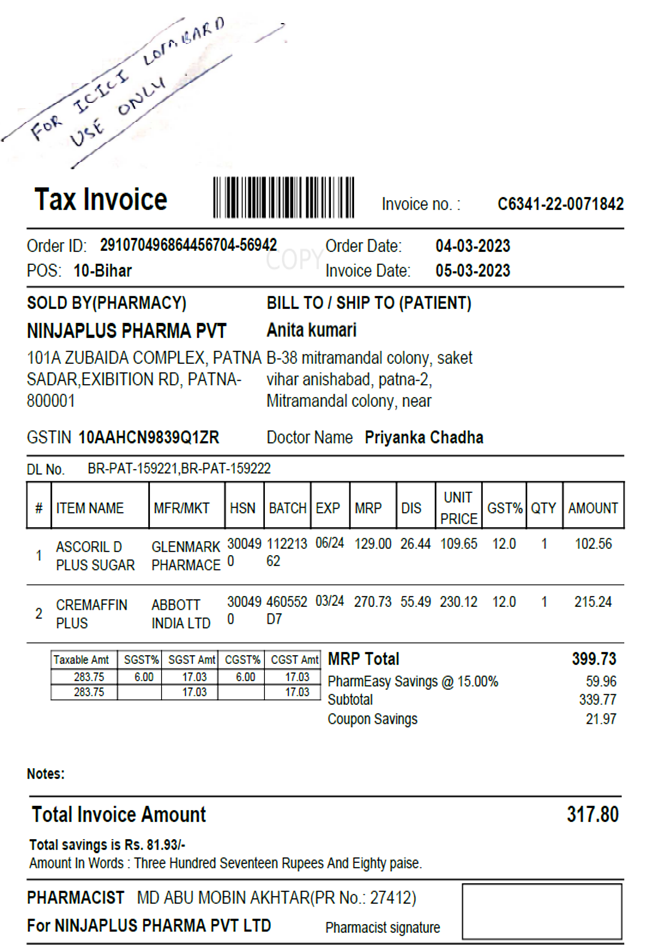 FOR ICICI LOMBARD
USE ONLY
Tax Invoice
Invoice no. : C6341-22-0071842
Order ID: 291070496864456704-56942 Order Date: 04-03-2023
COPY
POS: 10-Bihar Invoice Date: 05-03-2023
SOLD BY(PHARMACY) BILL TO / SHIP TO (PATIENT)
NINJAPLUS PHARMA PVT Anita kumari
101A ZUBAIDA COMPLEX, PATNA B-38 mitramandal colony, saket
SADAR,EXIBITION RD, PATNA- vihar anishabad, patna-2,
800001 Mitramandal colony, near
GSTIN 10AAHCN9839Q1ZR Doctor Name Priyanka Chadha
DL No. BR-PAT-159221,BR-PAT-159222
# ITEM NAME MFR/MKT HSN BATCH EXP MRP DIS UNIT PRICE GST% QTY AMOUNT
1 ASCORIL D GLENMARK 30049 112213 06/24 129.00 26.44 109.65 12.0 1 102.56
PLUS SUGAR PHARMACE 0 62
2 CREMAFFIN ABBOTT 30049 460552 03/24 270.73 55.49 230.12 12.0 1 215.24
PLUS INDIA LTD 0 D7
Taxable Amt SGST% SGST Amt CGST% CGST Amt
283.75 6.00 17.03 6.00 17.03
283.75 17.03 17.03
MRP Total 399.73
PharmEasy Savings @ 15.00% 59.96
Subtotal 339.77
Coupon Savings 21.97
Notes:
Total Invoice Amount 317.80
Total savings is Rs. 81.93/-
Amount In Words : Three Hundred Seventeen Rupees And Eighty paise.
PHARMACIST MD ABU MOBIN AKHTAR(PR No.: 27412)
For NINJAPLUS PHARMA PVT LTD Pharmacist signature